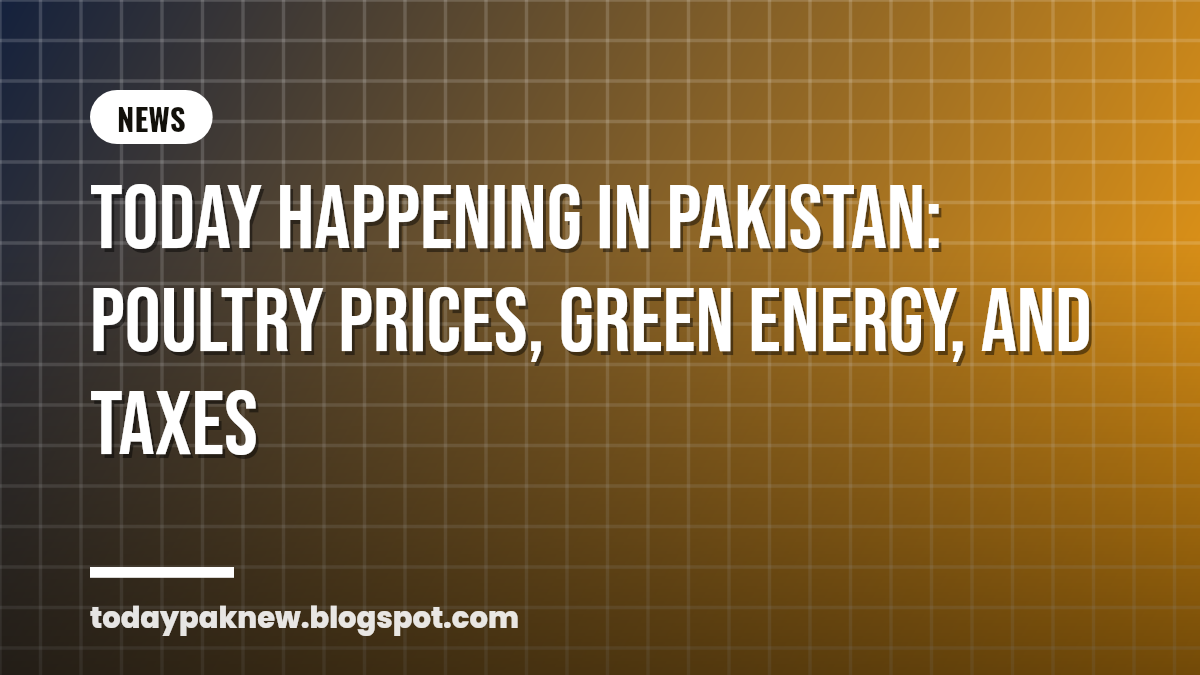 NEWS
TODAY HAPPENING IN PAKISTAN:
POULTRY PRICES, GREEN ENERGY, AND
TAXES
todaypaknew.blogspot.com